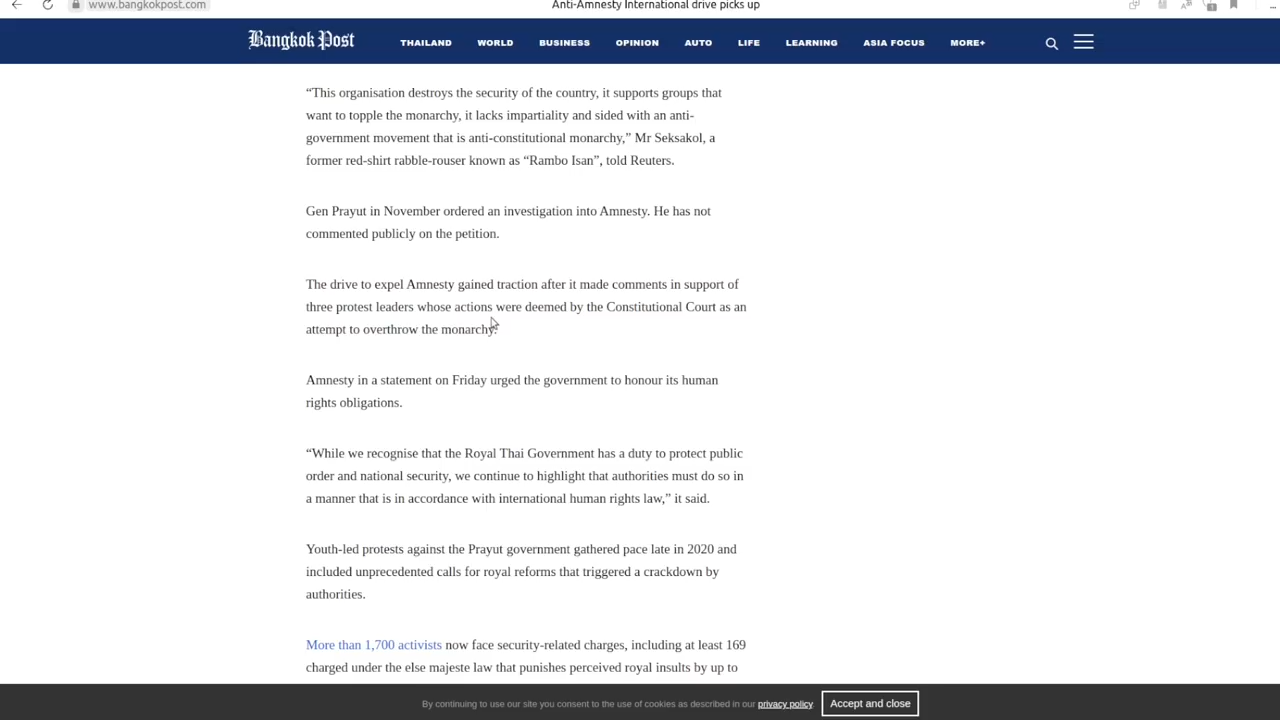 www.bangkokpost.com
Anti-Amnesty International drive picks up
Bangkok Post
THAILAND WORLD BUSINESS OPINION AUTO LIFE LEARNING ASIA FOCUS MORE+
“This organisation destroys the security of the country, it supports groups that
want to topple the monarchy, it lacks impartiality and sided with an anti-
government movement that is anti-constitutional monarchy,” Mr Seksakol, a
former red-shirt rabble-rouser known as “Rambo Isan”, told Reuters.
Gen Prayut in November ordered an investigation into Amnesty. He has not
commented publicly on the petition.
The drive to expel Amnesty gained traction after it made comments in support of
three protest leaders whose actions were deemed by the Constitutional Court as an
attempt to overthrow the monarchy.
Amnesty in a statement on Friday urged the government to honour its human
rights obligations.
“While we recognise that the Royal Thai Government has a duty to protect public
order and national security, we continue to highlight that authorities must do so in
a manner that is in accordance with international human rights law,” it said.
Youth-led protests against the Prayut government gathered pace late in 2020 and
included unprecedented calls for royal reforms that triggered a crackdown by
authorities.
More than 1,700 activists now face security-related charges, including at least 169
charged under the else majeste law that punishes perceived royal insults by up to
By continuing to use our site you consent to the use of cookies as described in our privacy policy
Accept and close